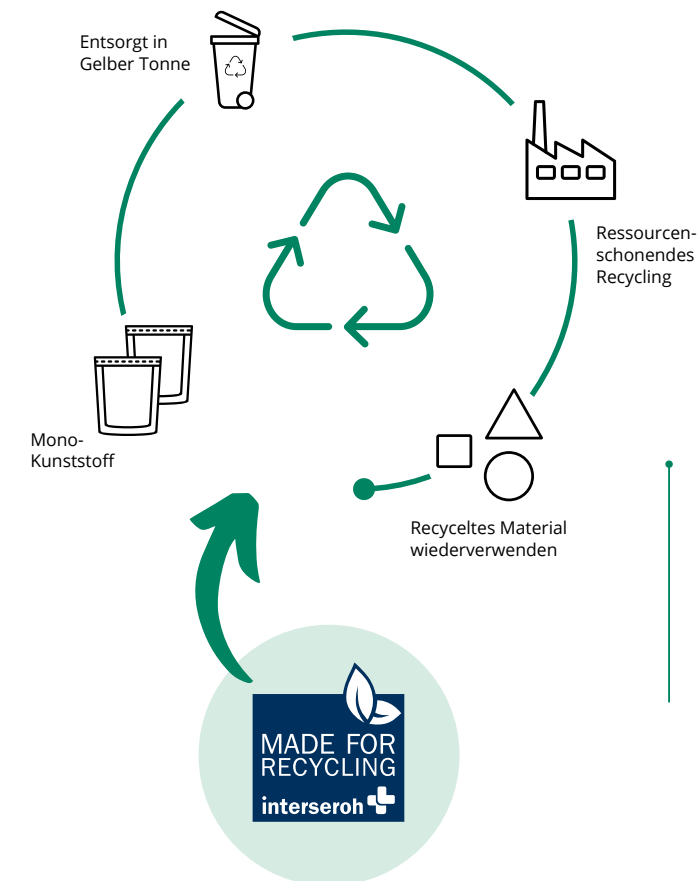 Entsorgt in
Gelber Tonne
Ressourcen-
schonendes
Recycling
Mono-
Kunststoff
Recyceltes Material
wiederverwenden
MADE FOR
RECYCLING
interseroh